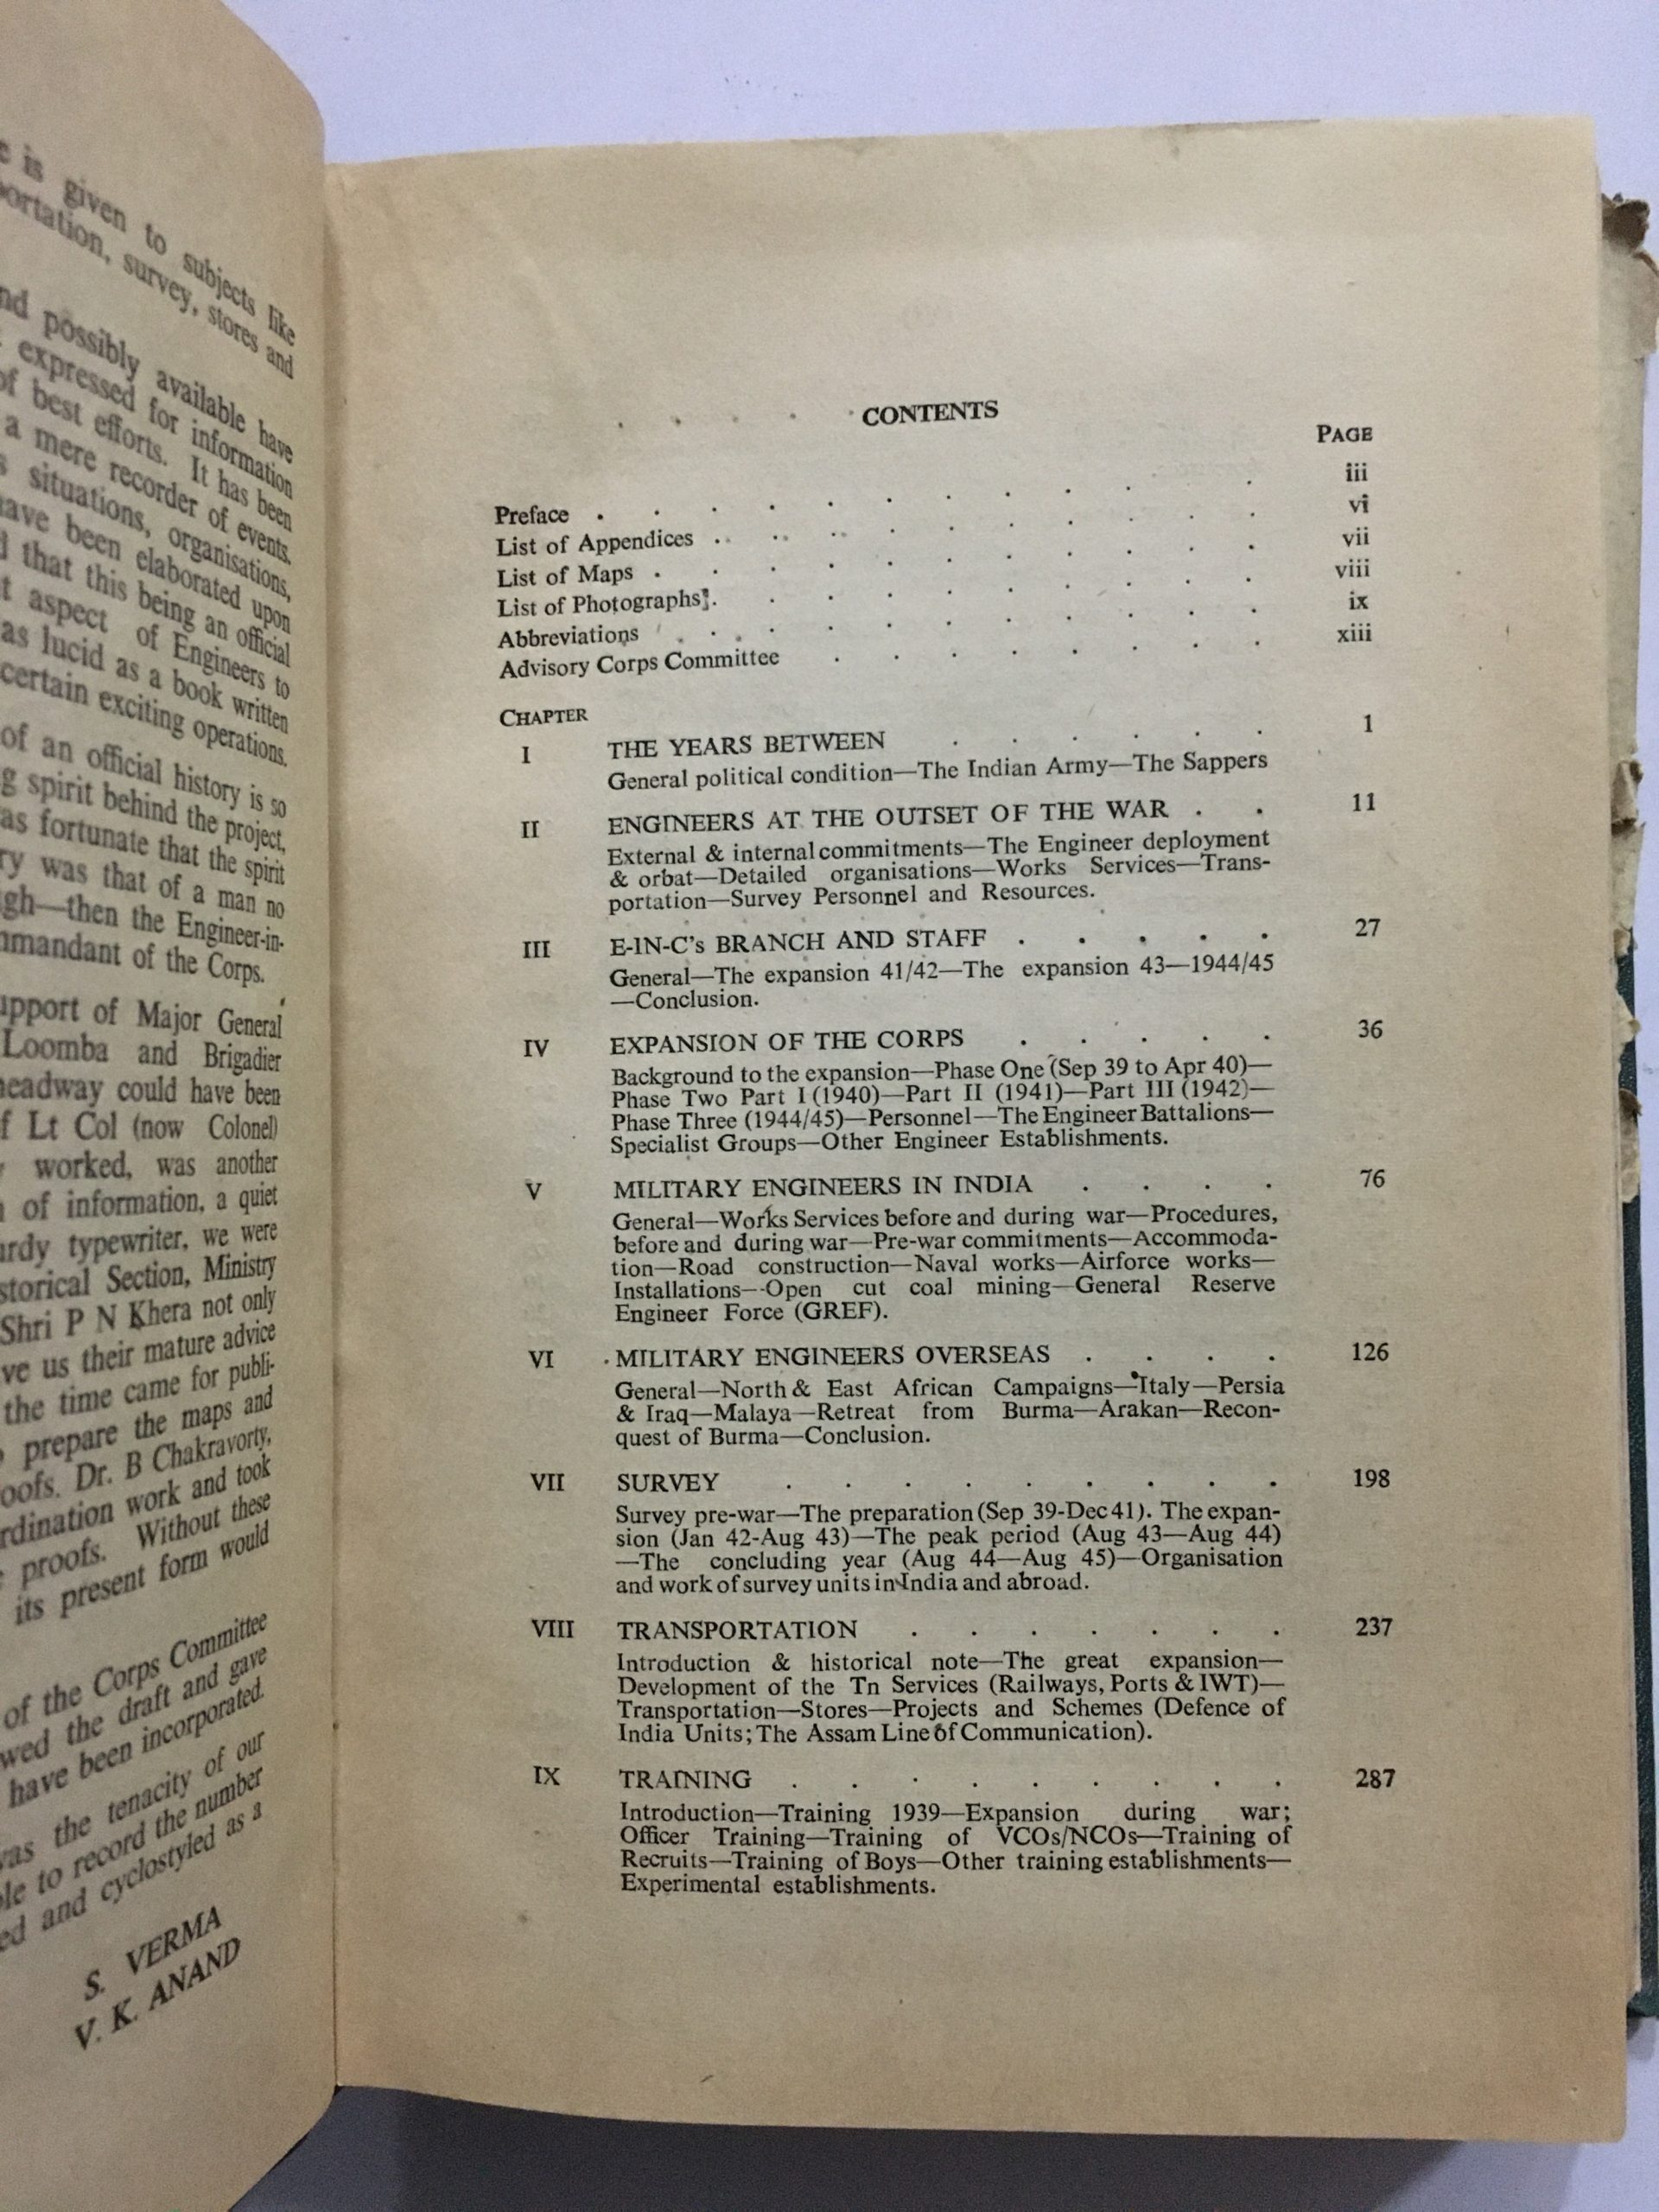 is given to subjects like
portation, survey, stores and
nd possibly available have
expressed for information
of best efforts. It has been
a mere recorder of events.
situations, organisations,
have been elaborated upon
that this being an official
t aspect of Engineers to
as lucid as a book written
certain exciting operations.
of an official history is so
g spirit behind the project,
as fortunate that the spirit
ry was that of a man no
gh—then the Engineer-in-
mmandant of the Corps.
upport of Major General
Loomba and Brigadier
headway could have been
f Lt Col (now Colonel)
worked, was another
of information, a quiet
urdy typewriter, we were
storical Section, Ministry
Shri P N Khera not only
ve us their mature advice
the time came for publi-
prepare the maps and
oofs. Dr. B Chakravorty,
rdination work and took
proofs. Without these
its present form would
of the Corps Committee
wed the draft and gave
have been incorporated.
vas the tenacity of our
ble to record the number
ed and cyclostyled as a
S. VERMA
V. K. ANAND
CONTENTS
PAGE
Preface . . . . . . . . . . iii
List of Appendices . . . . . . . . . vi
List of Maps . . . . . . . . . . vii
List of Photographs . . . . . . . . . viii
Abbreviations . . . . . . . . . ix
Advisory Corps Committee . . . . . . . . xiii
CHAPTER
I THE YEARS BETWEEN . . . . . . 1
General political condition—The Indian Army—The Sappers
II ENGINEERS AT THE OUTSET OF THE WAR . . 11
External & internal commitments—The Engineer deployment
& orbat—Detailed organisations—Works Services—Trans-
portation—Survey Personnel and Resources.
III E-IN-C's BRANCH AND STAFF . . . . . 27
General—The expansion 41/42—The expansion 43—1944/45
—Conclusion.
IV EXPANSION OF THE CORPS . . . . . 36
Background to the expansion—Phase One (Sep 39 to Apr 40)—
Phase Two Part I (1940)—Part II (1941)—Part III (1942)—
Phase Three (1944/45)—Personnel—The Engineer Battalions—
Specialist Groups—Other Engineer Establishments.
V MILITARY ENGINEERS IN INDIA . . . . 76
General—Works Services before and during war—Procedures,
before and during war—Pre-war commitments—Accommoda-
tion—Road construction—Naval works—Airforce works—
Installations—Open cut coal mining—General Reserve
Engineer Force (GREF).
VI MILITARY ENGINEERS OVERSEAS . . . . 126
General—North & East African Campaigns—Italy—Persia
& Iraq—Malaya—Retreat from Burma—Arakan—Recon-
quest of Burma—Conclusion.
VII SURVEY . . . . . . . . . 198
Survey pre-war—The preparation (Sep 39-Dec 41). The expan-
sion (Jan 42-Aug 43)—The peak period (Aug 43—Aug 44)
—The concluding year (Aug 44—Aug 45)—Organisation
and work of survey units in India and abroad.
VIII TRANSPORTATION . . . . . . . 237
Introduction & historical note—The great expansion—
Development of the Tn Services (Railways, Ports & IWT)—
Transportation—Stores—Projects and Schemes (Defence of
India Units; The Assam Line of Communication).
IX TRAINING . . . . . . . . . 287
Introduction—Training 1939—Expansion during war;
Officer Training—Training of VCOs/NCOs—Training of
Recruits—Training of Boys—Other training establishments—
Experimental establishments.